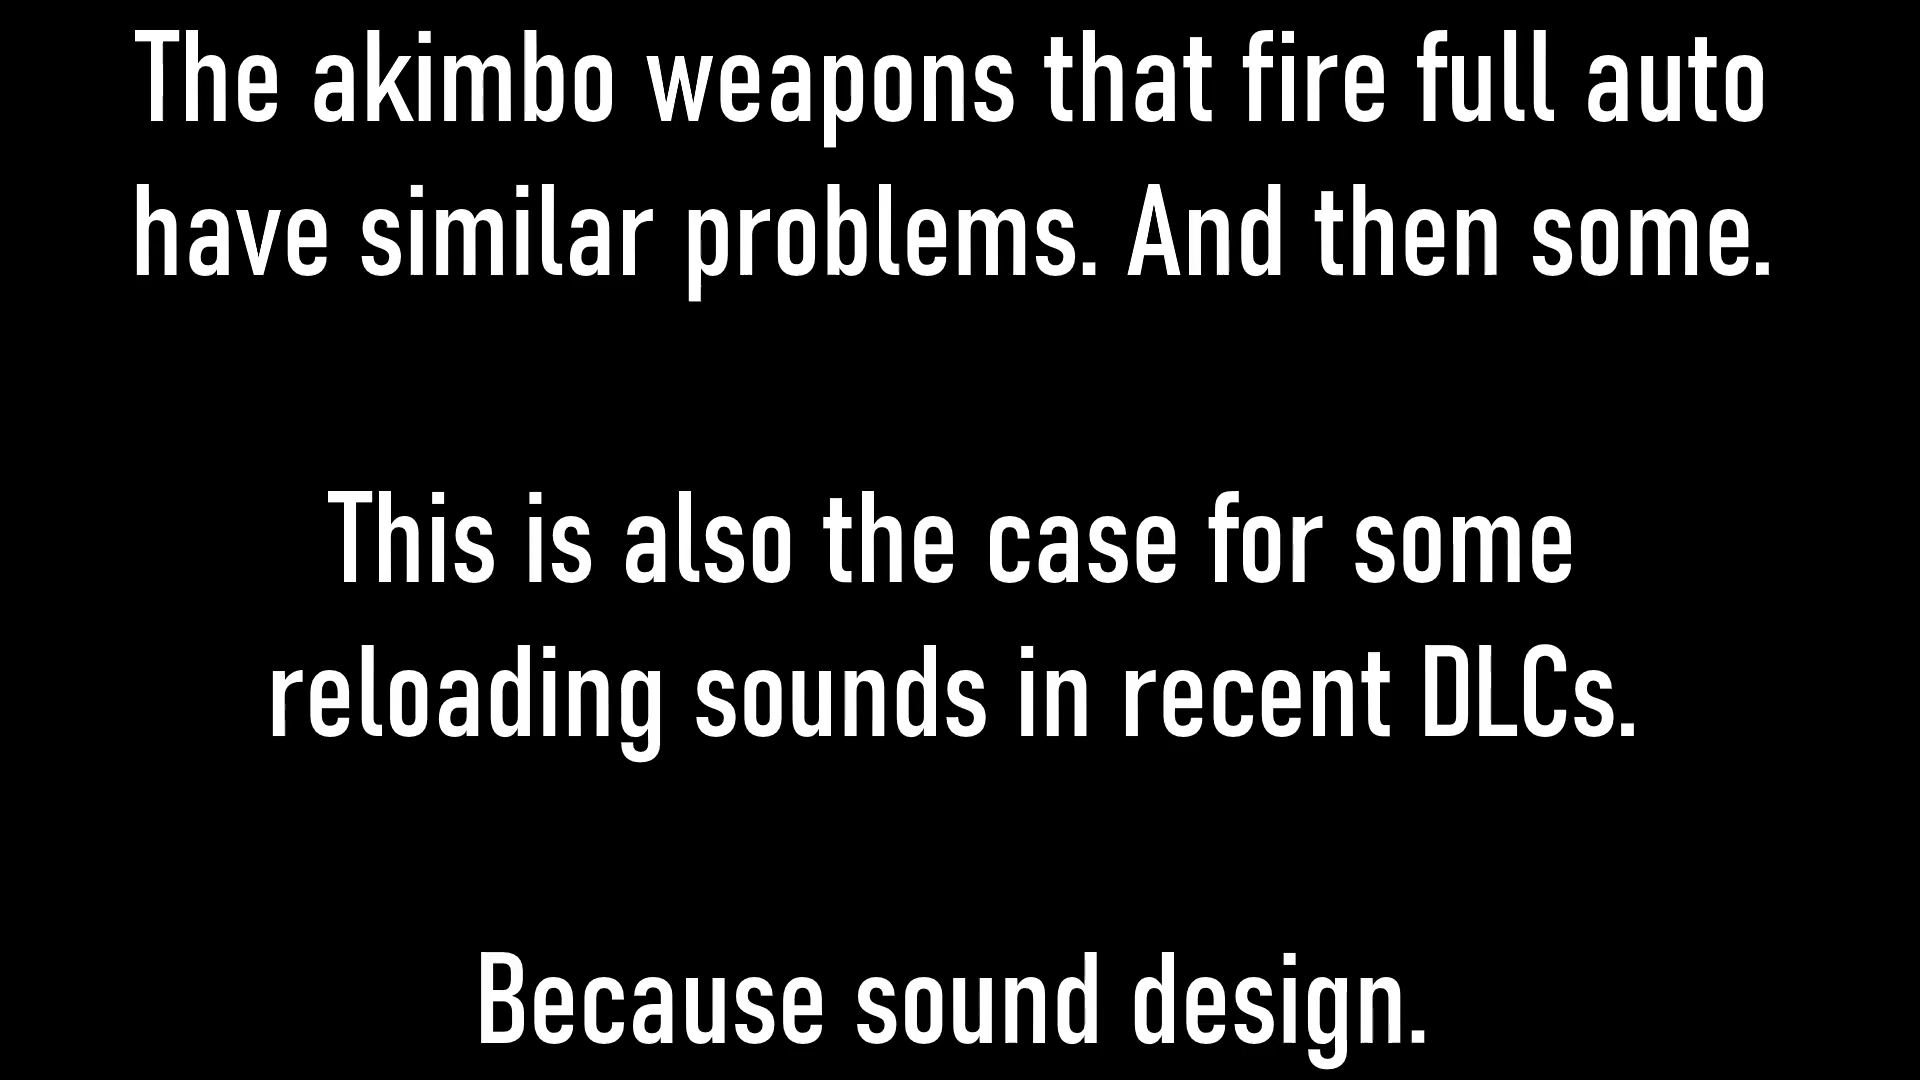 The akimbo weapons that fire full auto
have similar problems. And then some.
This is also the case for some
reloading sounds in recent DLCs.
Because sound design.